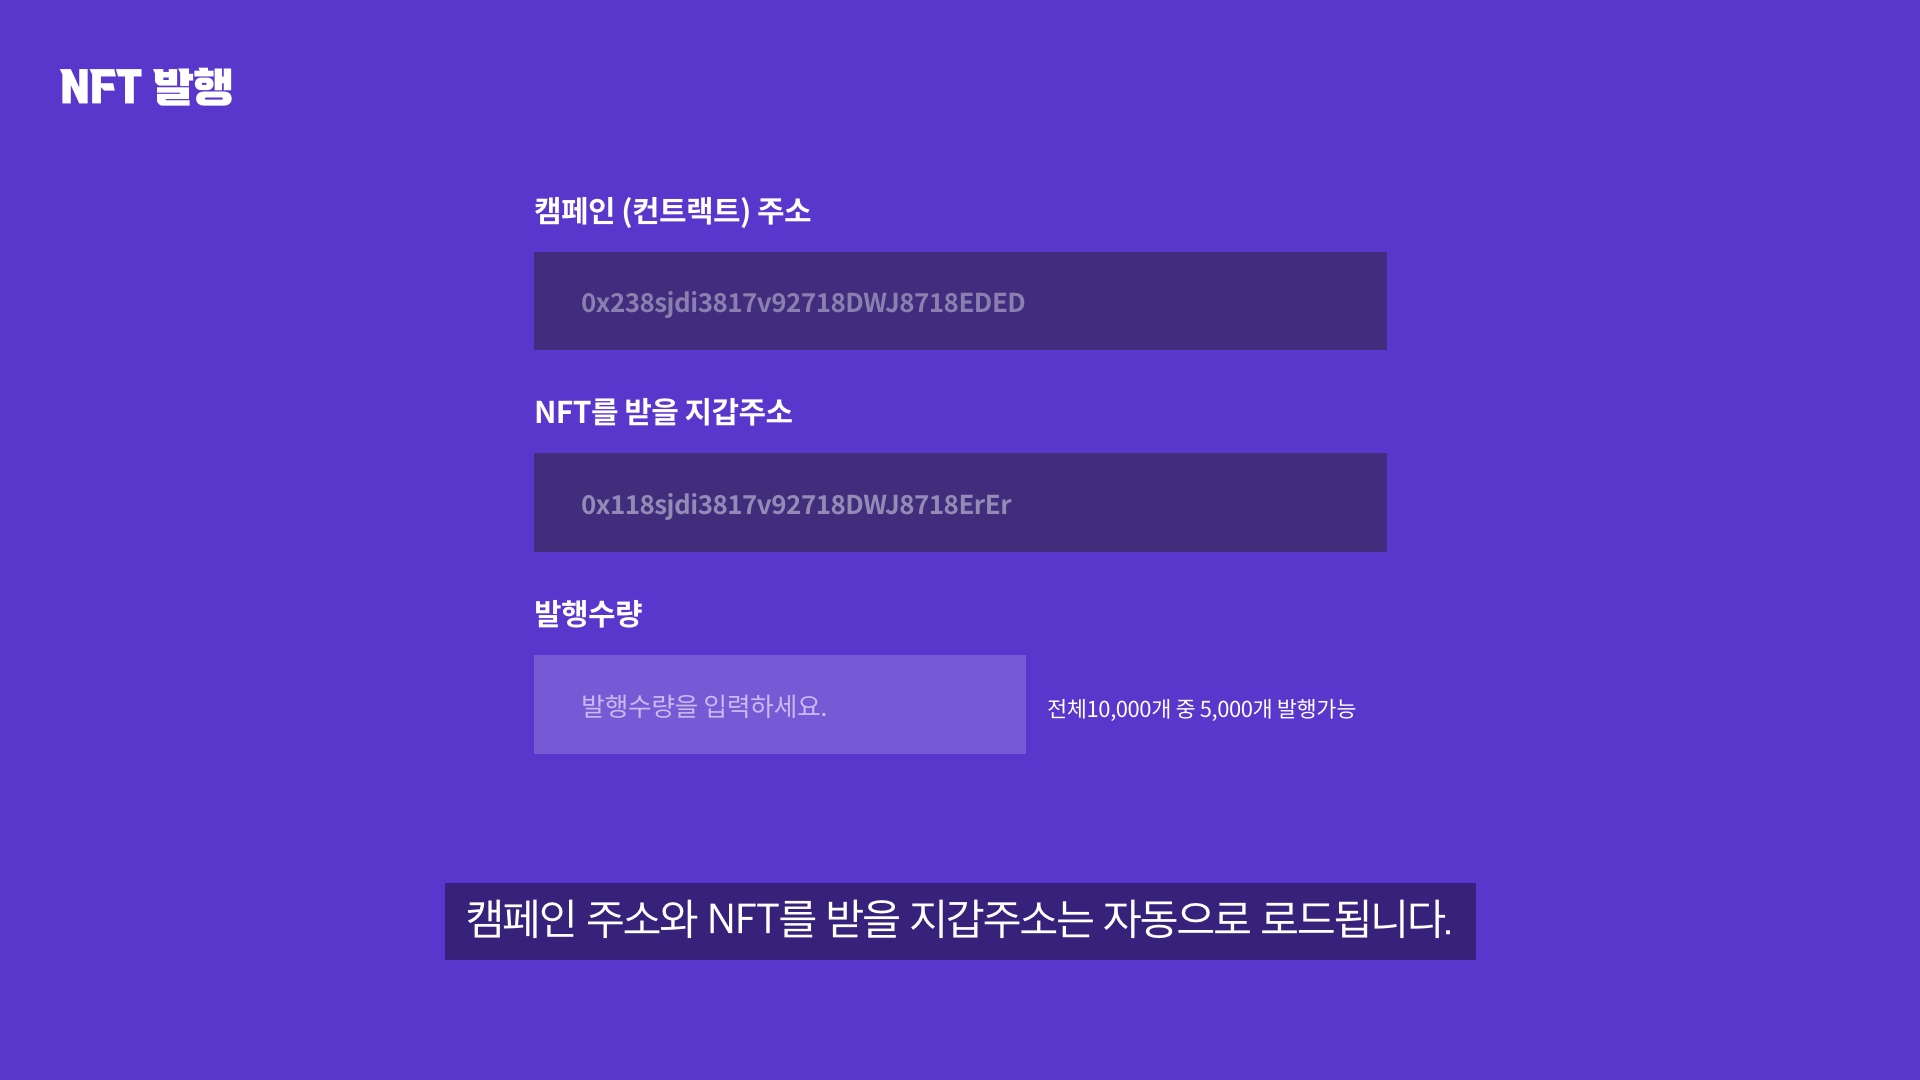 NFT 발행
캠페인 (컨트랙트) 주소
0x238sjdi3817v92718DWJ8718EDED
NFT를 받을 지갑주소
0x118sjdi3817v92718DWJ8718ErEr
발행수량
발행수량을 입력하세요.
전체10,000개 중 5,000개 발행가능
캠페인 주소와 NFT를 받을 지갑주소는 자동으로 로드됩니다.